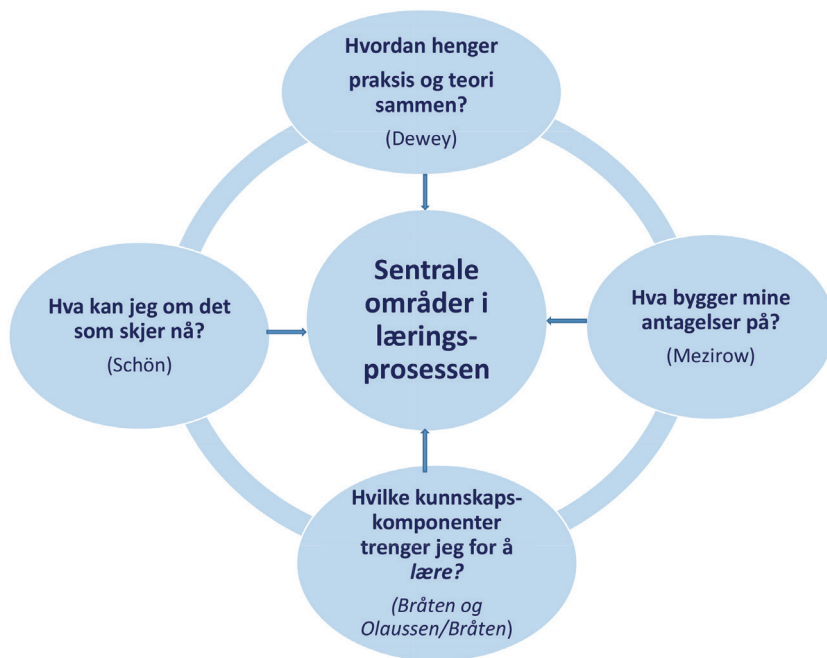 Hvordan henger
praksis og teori
sammen?
(Dewey)
Hva kan jeg om det
som skjer nå?
(Schön)
Sentrale
områder i
lærings-
prosessen
Hva bygger mine
antagelser på?
(Mezirow)
Hvilke kunnskaps-
komponenter
trenger jeg for å
lære?
(Bråten og
Olaussen/Bråten)